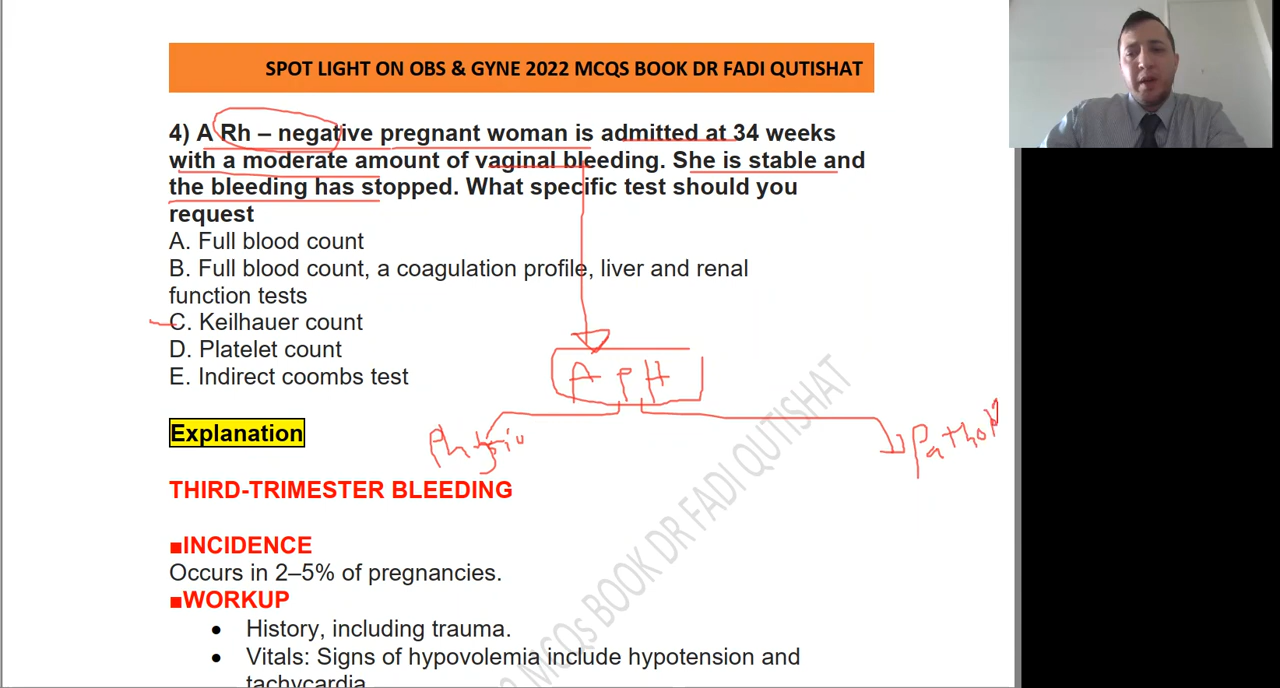 SPOT LIGHT ON OBS & GYNE 2022 MCQS BOOK DR FADI QUTISHAT
4) A Rh – negative pregnant woman is admitted at 34 weeks
with a moderate amount of vaginal bleeding. She is stable and
the bleeding has stopped. What specific test should you
request
A. Full blood count
B. Full blood count, a coagulation profile, liver and renal
function tests
C. Keilhauer count
D. Platelet count
E. Indirect coombs test
APH
Explanation
THIRD-TRIMESTER BLEEDING
■INCIDENCE
Occurs in 2–5% of pregnancies.
■WORKUP
• History, including trauma.
• Vitals: Signs of hypovolemia include hypotension and
tachycardia
MCQs BOOK DR FADI QUTISHAT